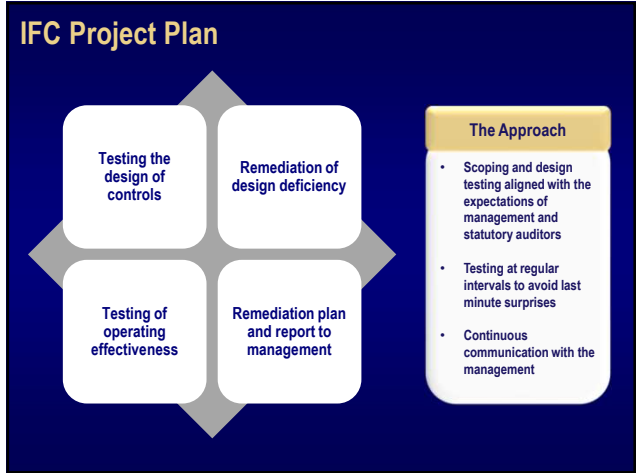 IFC Project Plan
Testing the
design of
controls
Remediation of
design deficiency
Testing of
operating
effectiveness
Remediation plan
and report to
management
The Approach
• Scoping and design
testing aligned with the
expectations of
management and
statutory auditors
• Testing at regular
intervals to avoid last
minute surprises
• Continuous
communication with the
management